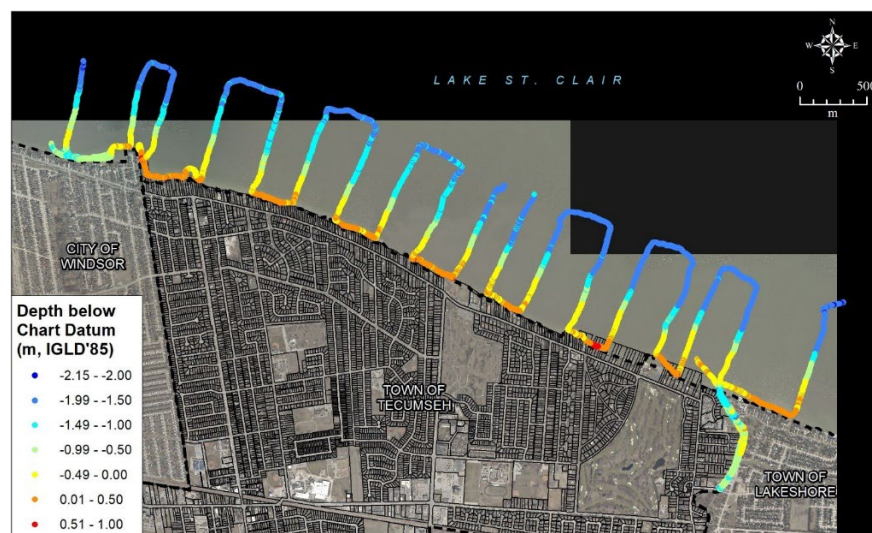 LAKE ST. CLAIR
N
W E
S
0 500
m
CITY OF
WINDSOR
TOWN OF
TECUMSEH
TOWN OF
LAKESHORE
Depth below
Chart Datum
(m, IGLD'85)
-2.15 - -2.00
-1.99 - -1.50
-1.49 - -1.00
-0.99 - -0.50
-0.49 - 0.00
0.01 - 0.50
0.51 - 1.00